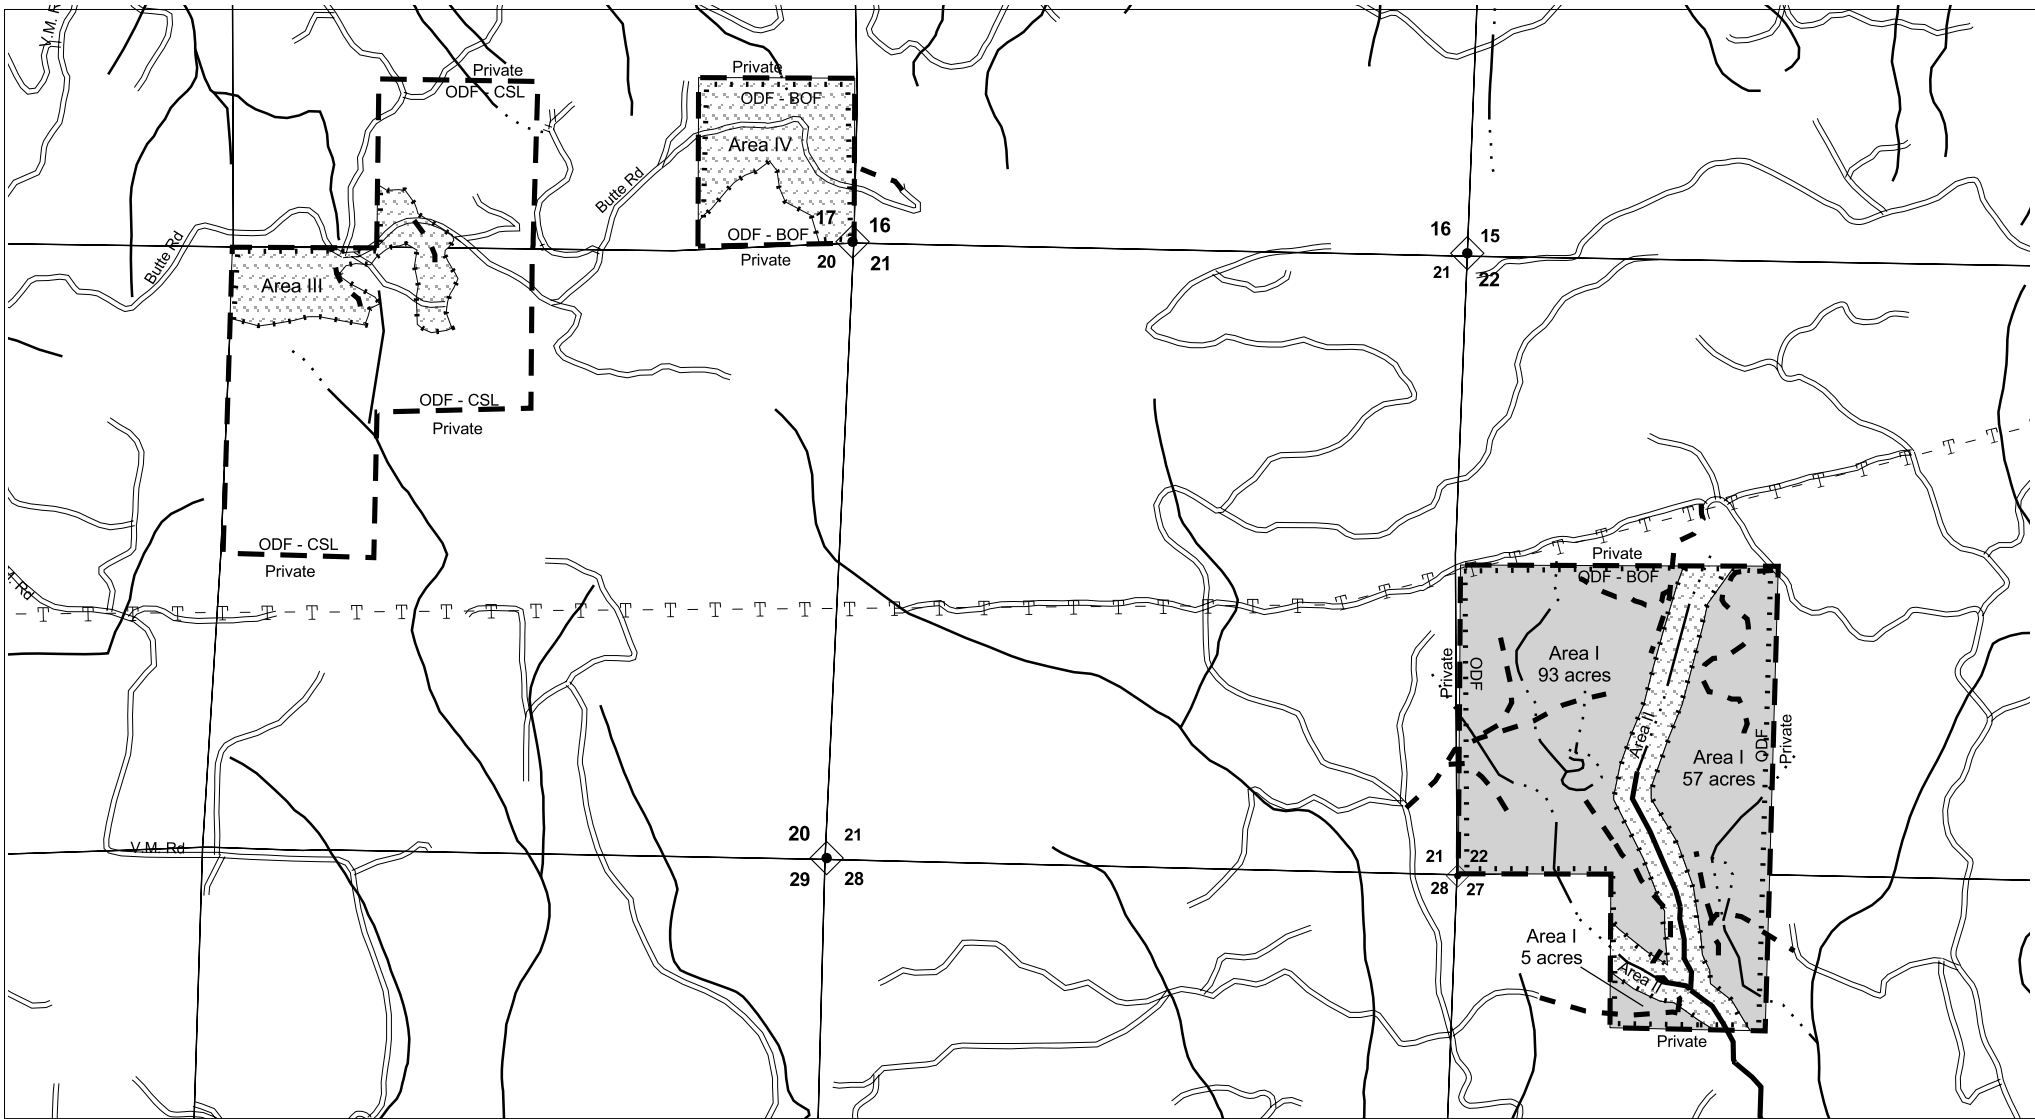 V.M. R
Private
ODF - CSL
Private
ODF - BOF
Area IV
Butte Rd
Butte Rd
17
16
ODF - BOF
Private
20
21
16
15
21
22
Area III
ODF - CSL
Private
ODF - CSL
Private
Rd
T T T T T T T T T T T T T T T T T T T T T T T T T T T T T T T T T T T T T T T T T T T T T
Private
ODF - BOF
Private
ODF
Area I
93 acres
Area II
Area I
57 acres
ODF
Private
V.M. Rd
20
21
29
28
21
22
28
27
Area I
5 acres
Area II
Private